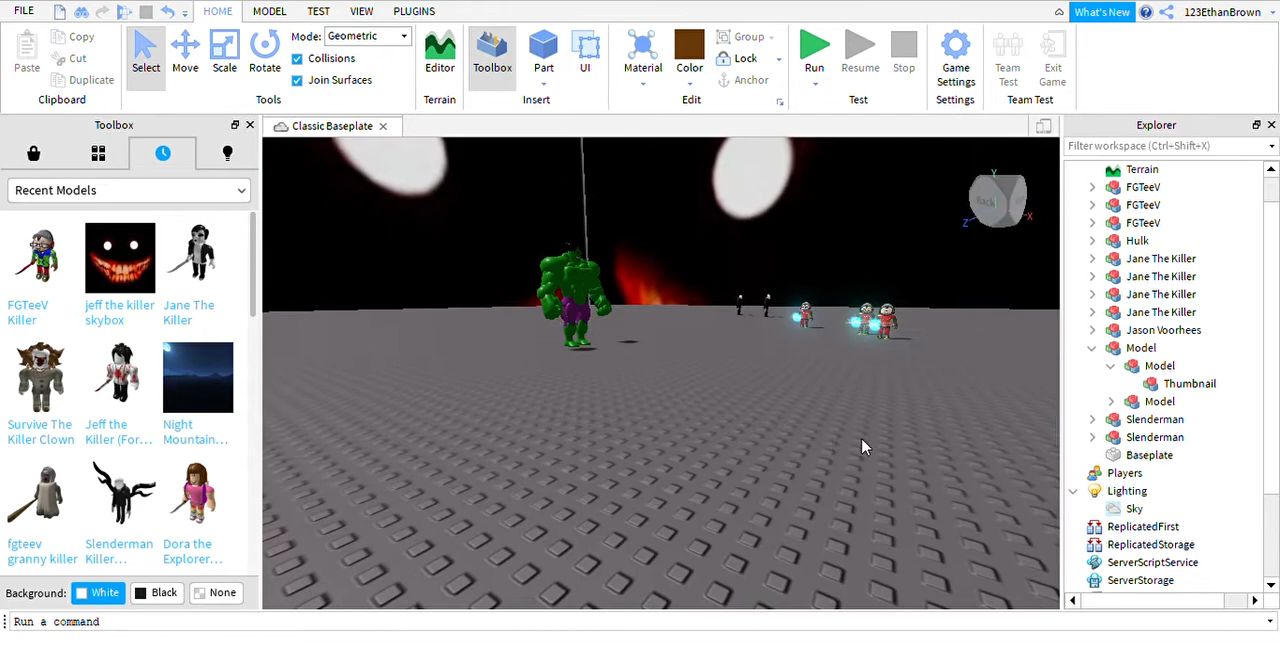 FILE HOME MODEL TEST VIEW PLUGINS What's New 123EthanBrown
Paste Copy Cut Duplicate Clipboard
Select Move Scale Rotate Mode: Geometric Collisions Join Surfaces Tools
Editor Terrain
Toolbox Part UI Insert
Material Color Group Lock Anchor Edit
Run Resume Stop Test
Game Settings Settings
Team Test Exit Game Team Test
Toolbox
Recent Models
FGTeeV Killer
jeff the killer skybox
Jane The Killer
Survive The Killer Clown
Jeff the Killer (For...
Night Mountain...
fgteev granny killer
Slenderman Killer...
Dora the Explorer...
Background: White Black None
Classic Baseplate
Back
Y
Z
X
Explorer
Filter workspace (Ctrl+Shift+X)
Terrain
FGTeeV
FGTeeV
FGTeeV
Hulk
Jane The Killer
Jane The Killer
Jane The Killer
Jane The Killer
Jason Voorhees
Model
Model
Thumbnail
Model
Slenderman
Slenderman
Baseplate
Players
Lighting
Sky
ReplicatedFirst
ReplicatedStorage
ServerScriptService
ServerStorage
Run a command